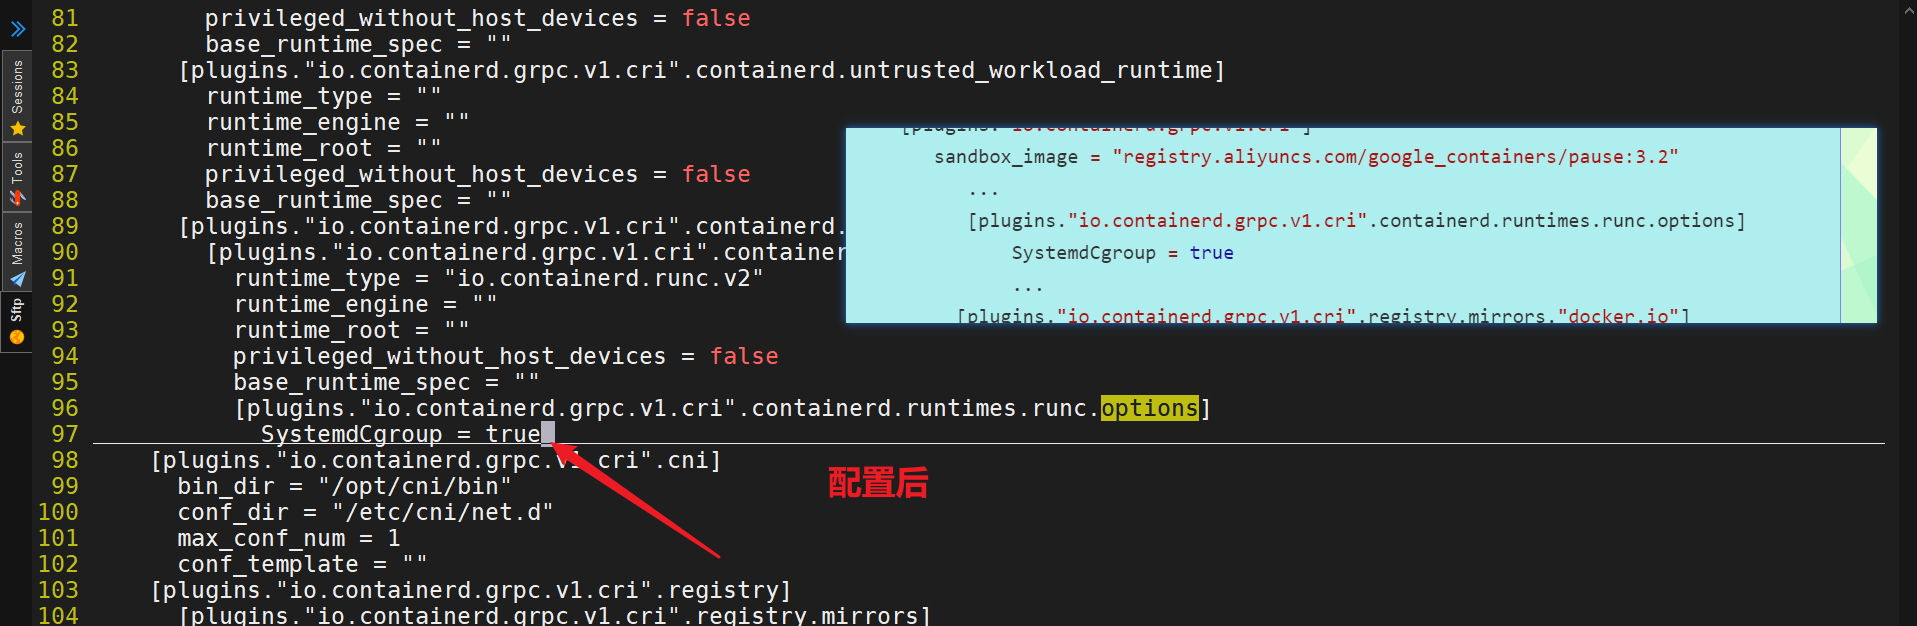 81 privileged_without_host_devices = false
82 base_runtime_spec = ""
83 [plugins."io.containerd.grpc.v1.cri".containerd.untrusted_workload_runtime]
84 runtime_type = ""
85 runtime_engine = ""
86 runtime_root = ""
87 privileged_without_host_devices = false
88 base_runtime_spec = ""
89 [plugins."io.containerd.grpc.v1.cri".containerd.
90 [plugins."io.containerd.grpc.v1.cri".container
91 runtime_type = "io.containerd.runc.v2"
92 runtime_engine = ""
93 runtime_root = ""
94 privileged_without_host_devices = false
95 base_runtime_spec = ""
96 [plugins."io.containerd.grpc.v1.cri".containerd.runtimes.runc.options]
97 SystemdCgroup = true
98 [plugins."io.containerd.grpc.v1.cri".cni]
99 bin_dir = "/opt/cni/bin"
100 conf_dir = "/etc/cni/net.d"
101 max_conf_num = 1
102 conf_template = ""
103 [plugins."io.containerd.grpc.v1.cri".registry]
104 [plugins."io.containerd.grpc.v1.cri".registry.mirrors]
Sessions
Tools
Macros
Sftp
[plugins."io.containerd.grpc.v1.cri"]
sandbox_image = "registry.aliyuncs.com/google_containers/pause:3.2"
...
[plugins."io.containerd.grpc.v1.cri".containerd.runtimes.runc.options]
SystemdCgroup = true
...
[plugins."io.containerd.grpc.v1.cri".registry.mirrors."docker.io"]
配置后